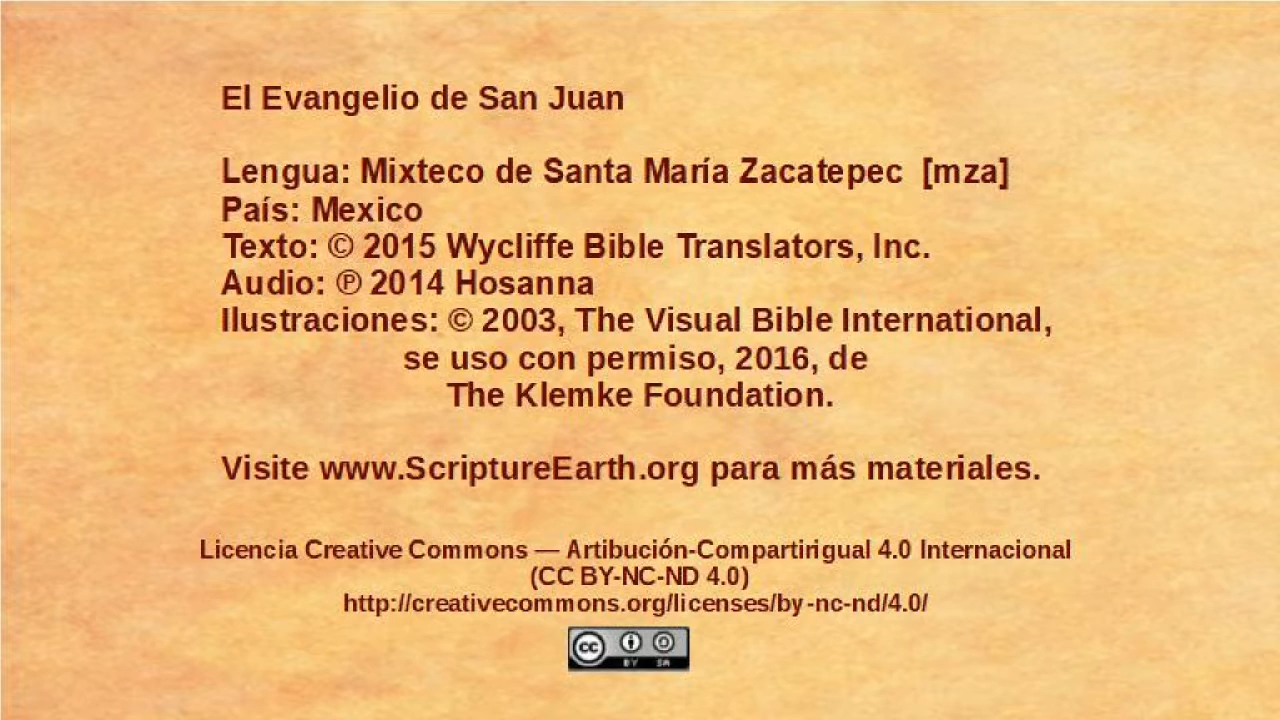 El Evangelio de San Juan
Lengua: Mixteco de Santa María Zacatepec [mza]
País: Mexico
Texto: © 2015 Wycliffe Bible Translators, Inc.
Audio: ℗ 2014 Hosanna
Ilustraciones: © 2003, The Visual Bible International,
se uso con permiso, 2016, de
The Klemke Foundation.
Visite www.ScriptureEarth.org para más materiales.
Licencia Creative Commons — Artibución-Compartirigual 4.0 Internacional
(CC BY-NC-ND 4.0)
http://creativecommons.org/licenses/by-nc-nd/4.0/
cc BY SA